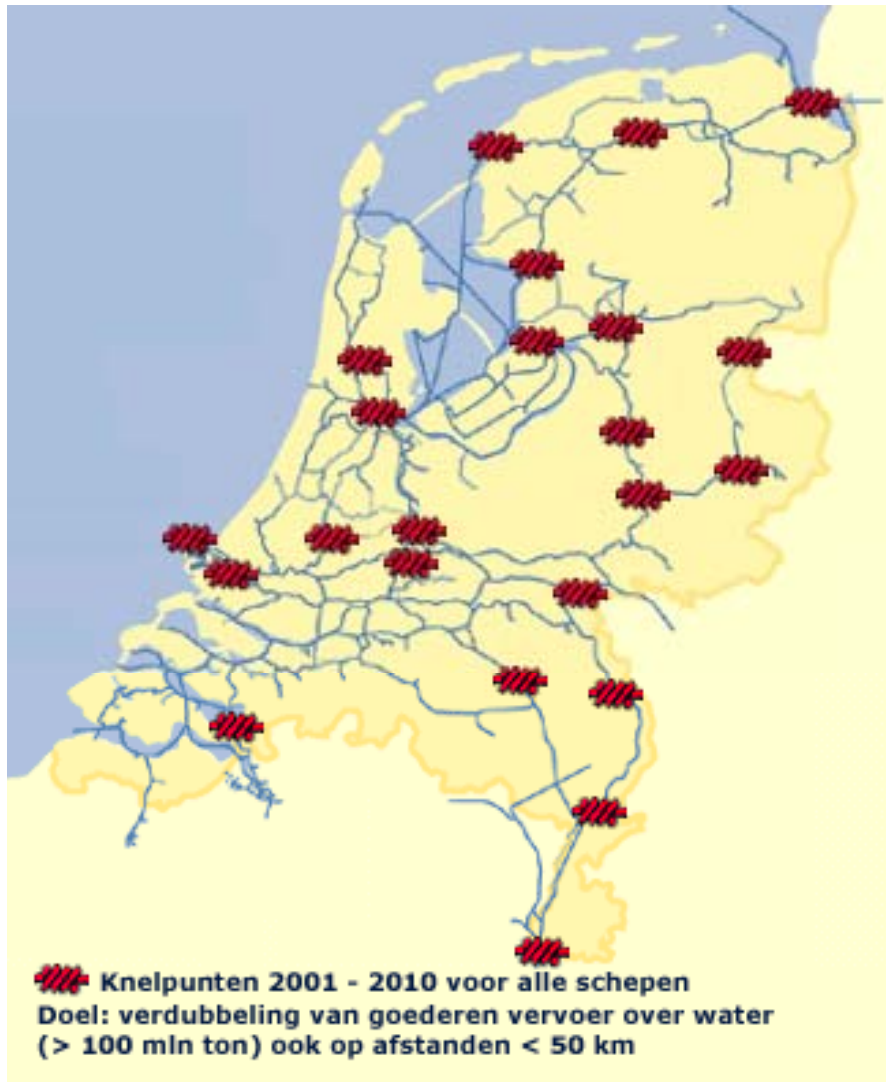 Knelpunten 2001 - 2010 voor alle schepen
Doel: verdubbeling van goederen vervoer over water
(> 100 mln ton) ook op afstanden < 50 km